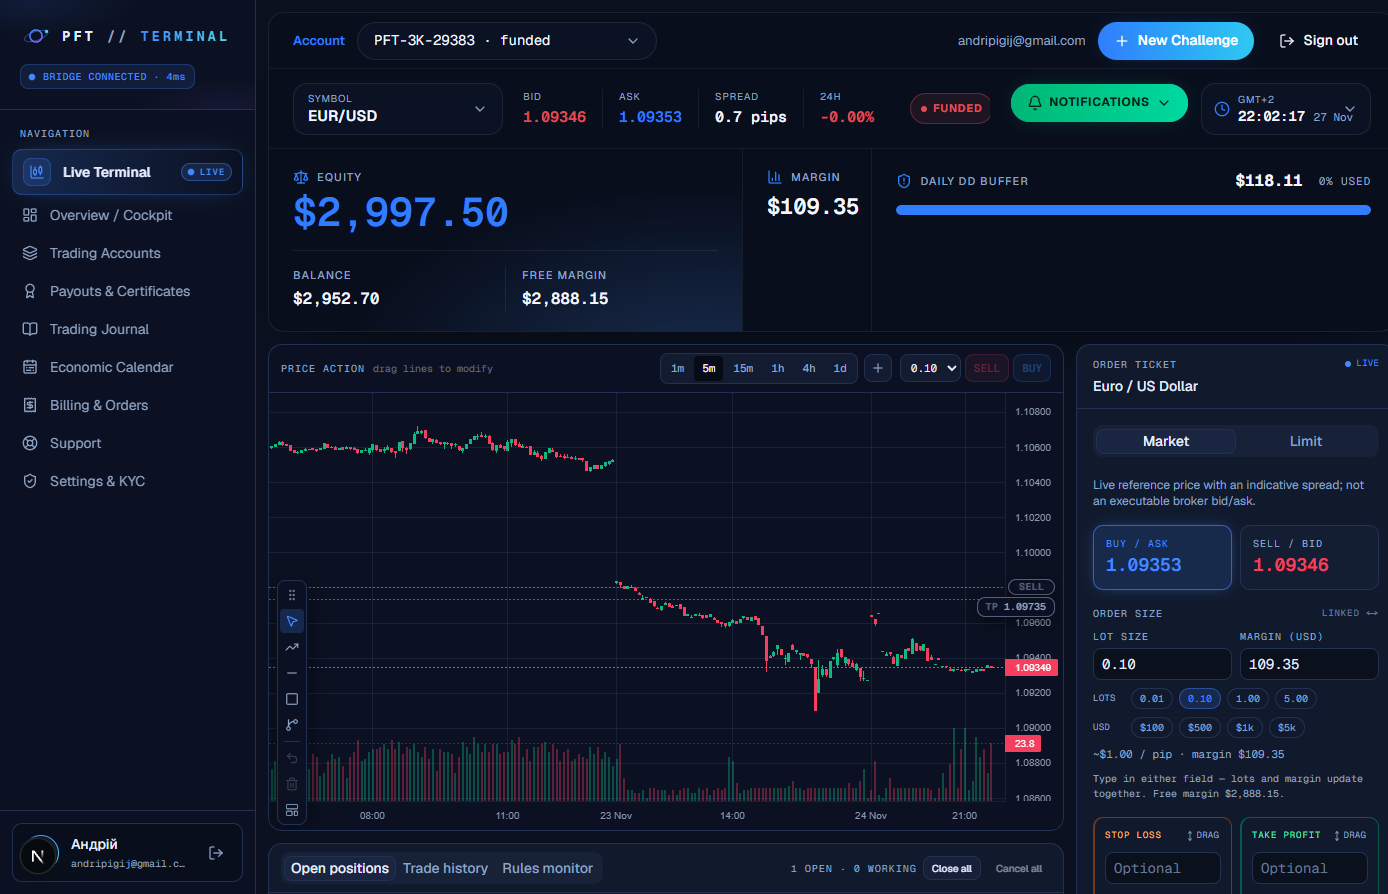 PFT // TERMINAL
BRIDGE CONNECTED · 4ms
NAVIGATION
Live Terminal
LIVE
Overview / Cockpit
Trading Accounts
Payouts & Certificates
Trading Journal
Economic Calendar
Billing & Orders
Support
Settings & KYC
N
Андрій
andripigij@gmail.c…
Account
PFT-3K-29383 · funded
andripigij@gmail.com
New Challenge
Sign out
SYMBOL
EUR/USD
BID
1.09346
ASK
1.09353
SPREAD
0.7 pips
24H
-0.00%
FUNDED
NOTIFICATIONS
GMT+2
22:02:17 27 Nov
EQUITY
$2,997.50
BALANCE
$2,952.70
FREE MARGIN
$2,888.15
MARGIN
$109.35
DAILY DD BUFFER
$118.11 0% USED
PRICE ACTION drag lines to modify
1m 5m 15m 1h 4h 1d
0.10
SELL
BUY
1.10800
1.10600
1.10400
1.10200
1.10000
SELL
TP 1.09735
1.09600
1.09400
1.09349
1.09200
1.09000
23.8
1.08800
1.08600
08:00 11:00 23 Nov 14:00 24 Nov 21:00
Open positions Trade history Rules monitor
1 OPEN · 0 WORKING
Close all
Cancel all
ORDER TICKET
LIVE
Euro / US Dollar
Market Limit
Live reference price with an indicative spread; not
an executable broker bid/ask.
BUY / ASK
1.09353
SELL / BID
1.09346
ORDER SIZE
LINKED ↔
LOT SIZE MARGIN (USD)
0.10 109.35
LOTS 0.01 0.10 1.00 5.00
USD $100 $500 $1k $5k
~$1.00 / pip · margin $109.35
Type in either field — lots and margin update
together. Free margin $2,888.15.
STOP LOSS ↕ DRAG
Optional
TAKE PROFIT ↕ DRAG
Optional